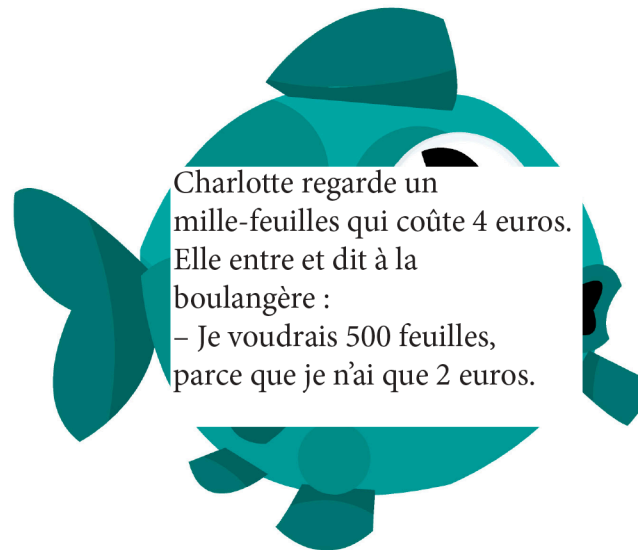 Charlotte regarde un
mille-feuilles qui coûte 4 euros.
Elle entre et dit à la
boulangère :
– Je voudrais 500 feuilles,
parce que je n’ai que 2 euros.